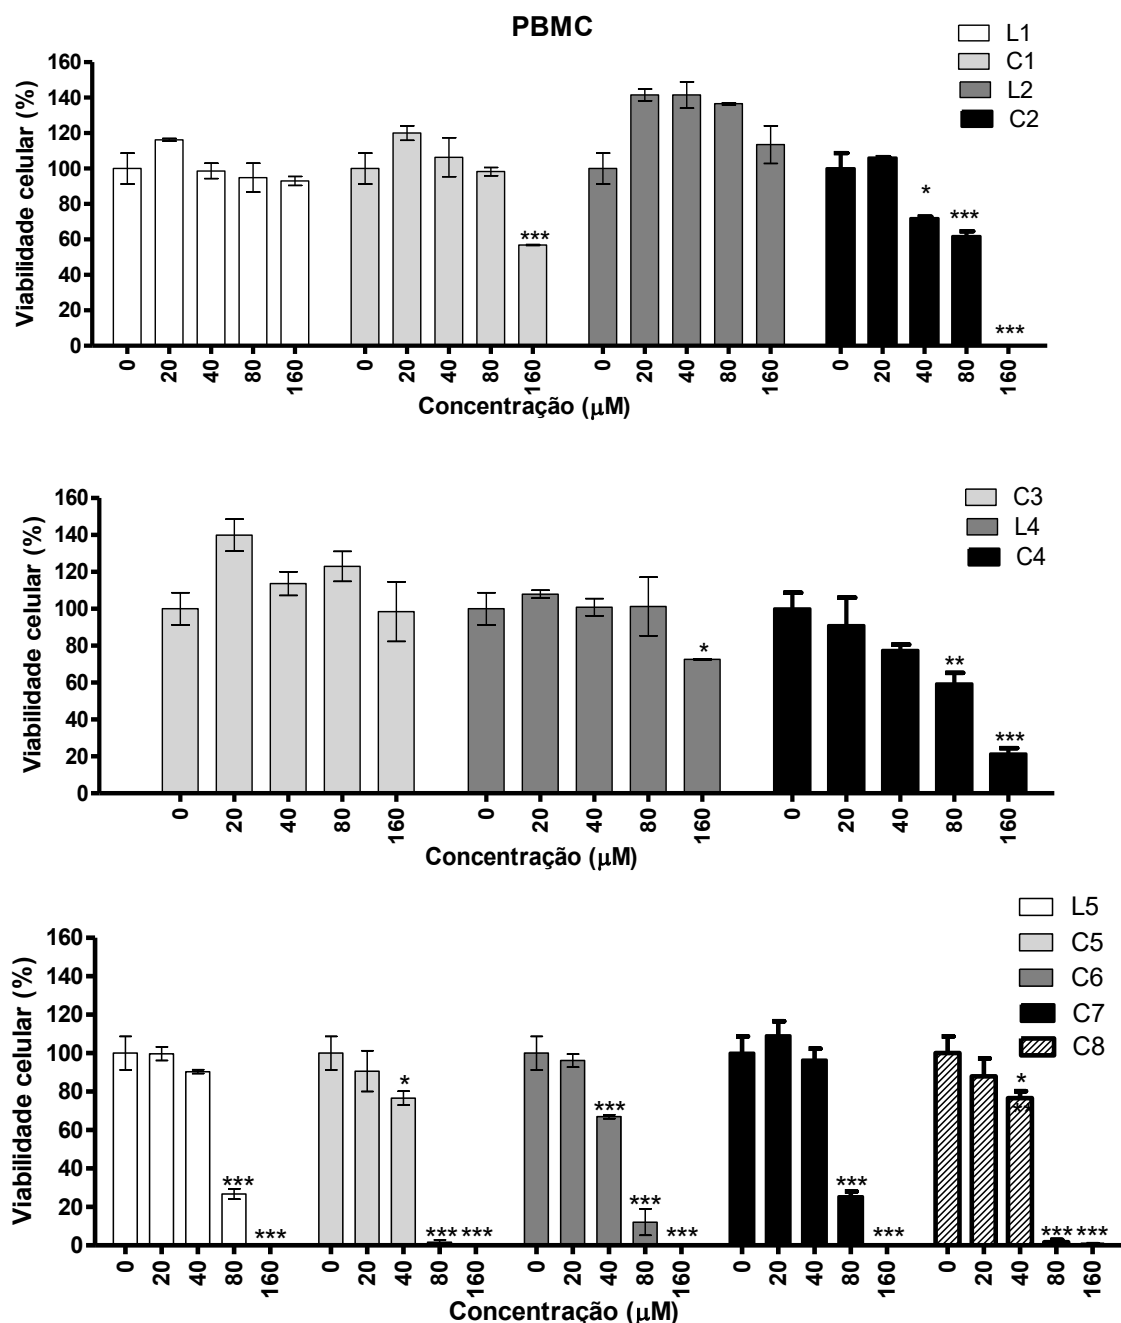 PBMC
L1
C1
L2
C2
Viabilidade celular (%)
160
140
120
100
80
60
40
20
0
*
***
***
***
0 20 40 80 160 0 20 40 80 160 0 20 40 80 160 0 20 40 80 160
Concentração (μM)
C3
L4
C4
Viabilidade celular (%)
160
140
120
100
80
60
40
20
0
*
**
***
0 20 40 80 160 0 20 40 80 160 0 20 40 80 160
Concentração (μM)
L5
C5
C6
C7
C8
Viabilidade celular (%)
160
140
120
100
80
60
40
20
0
*** *** * *** *** *** *** *** *** *** * ** *** ***
0 20 40 80 160 0 20 40 80 160 0 20 40 80 160 0 20 40 80 160 0 20 40 80 160
Concentração (μM)